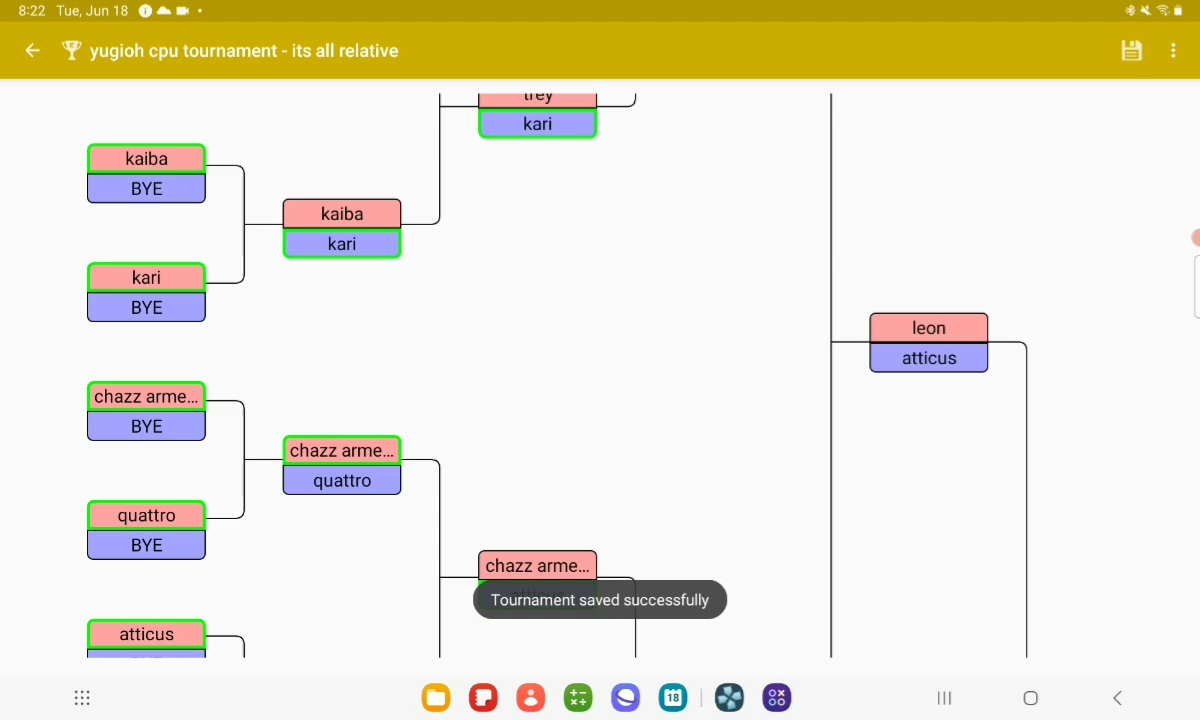 8:22 Tue, Jun 18
yugioh cpu tournament - its all relative
trey
kari
kaiba
BYE
kaiba
kari
kari
BYE
leon
atticus
chazz arme...
BYE
chazz arme...
quattro
quattro
BYE
chazz arme...
Tournament saved successfully
atticus
18